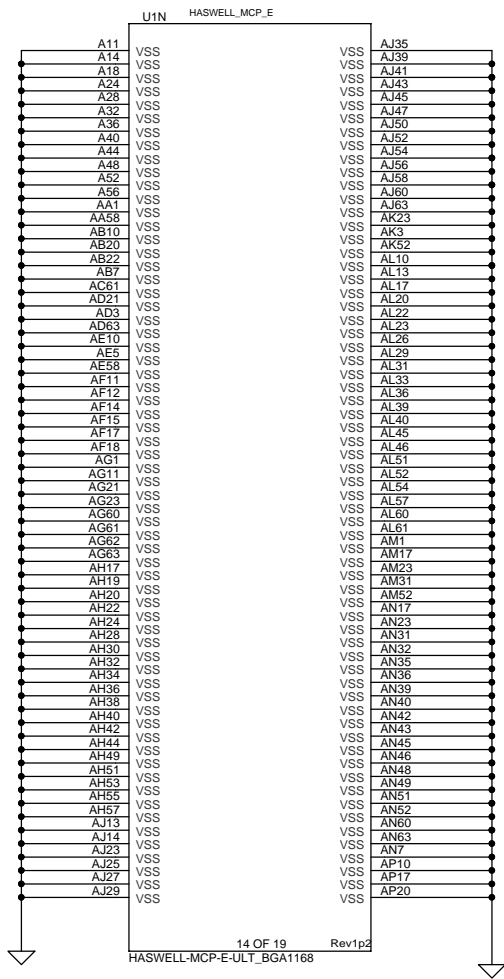 U1N HASWELL_MCP_E
A11 VSS VSS AJ35
A14 VSS VSS AJ39
A18 VSS VSS AJ41
A24 VSS VSS AJ43
A28 VSS VSS AJ45
A32 VSS VSS AJ47
A36 VSS VSS AJ50
A40 VSS VSS AJ52
A44 VSS VSS AJ54
A48 VSS VSS AJ56
A52 VSS VSS AJ58
A56 VSS VSS AJ60
AA1 VSS VSS AJ63
AA58 VSS VSS AK23
AB10 VSS VSS AK3
AB20 VSS VSS AK52
AB22 VSS VSS AL10
AB7 VSS VSS AL13
AC61 VSS VSS AL17
AD21 VSS VSS AL20
AD3 VSS VSS AL22
AD63 VSS VSS AL23
AE10 VSS VSS AL26
AE5 VSS VSS AL29
AE58 VSS VSS AL31
AF11 VSS VSS AL33
AF12 VSS VSS AL36
AF14 VSS VSS AL39
AF15 VSS VSS AL40
AF17 VSS VSS AL45
AF18 VSS VSS AL46
AG1 VSS VSS AL51
AG11 VSS VSS AL52
AG21 VSS VSS AL54
AG23 VSS VSS AL57
AG60 VSS VSS AL60
AG61 VSS VSS AL61
AG62 VSS VSS AM1
AG63 VSS VSS AM17
AH17 VSS VSS AM23
AH19 VSS VSS AM31
AH20 VSS VSS AM52
AH22 VSS VSS AN17
AH24 VSS VSS AN23
AH28 VSS VSS AN31
AH30 VSS VSS AN32
AH32 VSS VSS AN35
AH34 VSS VSS AN36
AH36 VSS VSS AN39
AH38 VSS VSS AN40
AH40 VSS VSS AN42
AH42 VSS VSS AN43
AH44 VSS VSS AN45
AH49 VSS VSS AN46
AH51 VSS VSS AN48
AH53 VSS VSS AN49
AH55 VSS VSS AN51
AH57 VSS VSS AN52
AJ13 VSS VSS AN60
AJ14 VSS VSS AN63
AJ23 VSS VSS AN7
AJ25 VSS VSS AP10
AJ27 VSS VSS AP17
AJ29 VSS VSS AP20
14 OF 19 Rev1p2
HASWELL-MCP-E-ULT_BGA1168